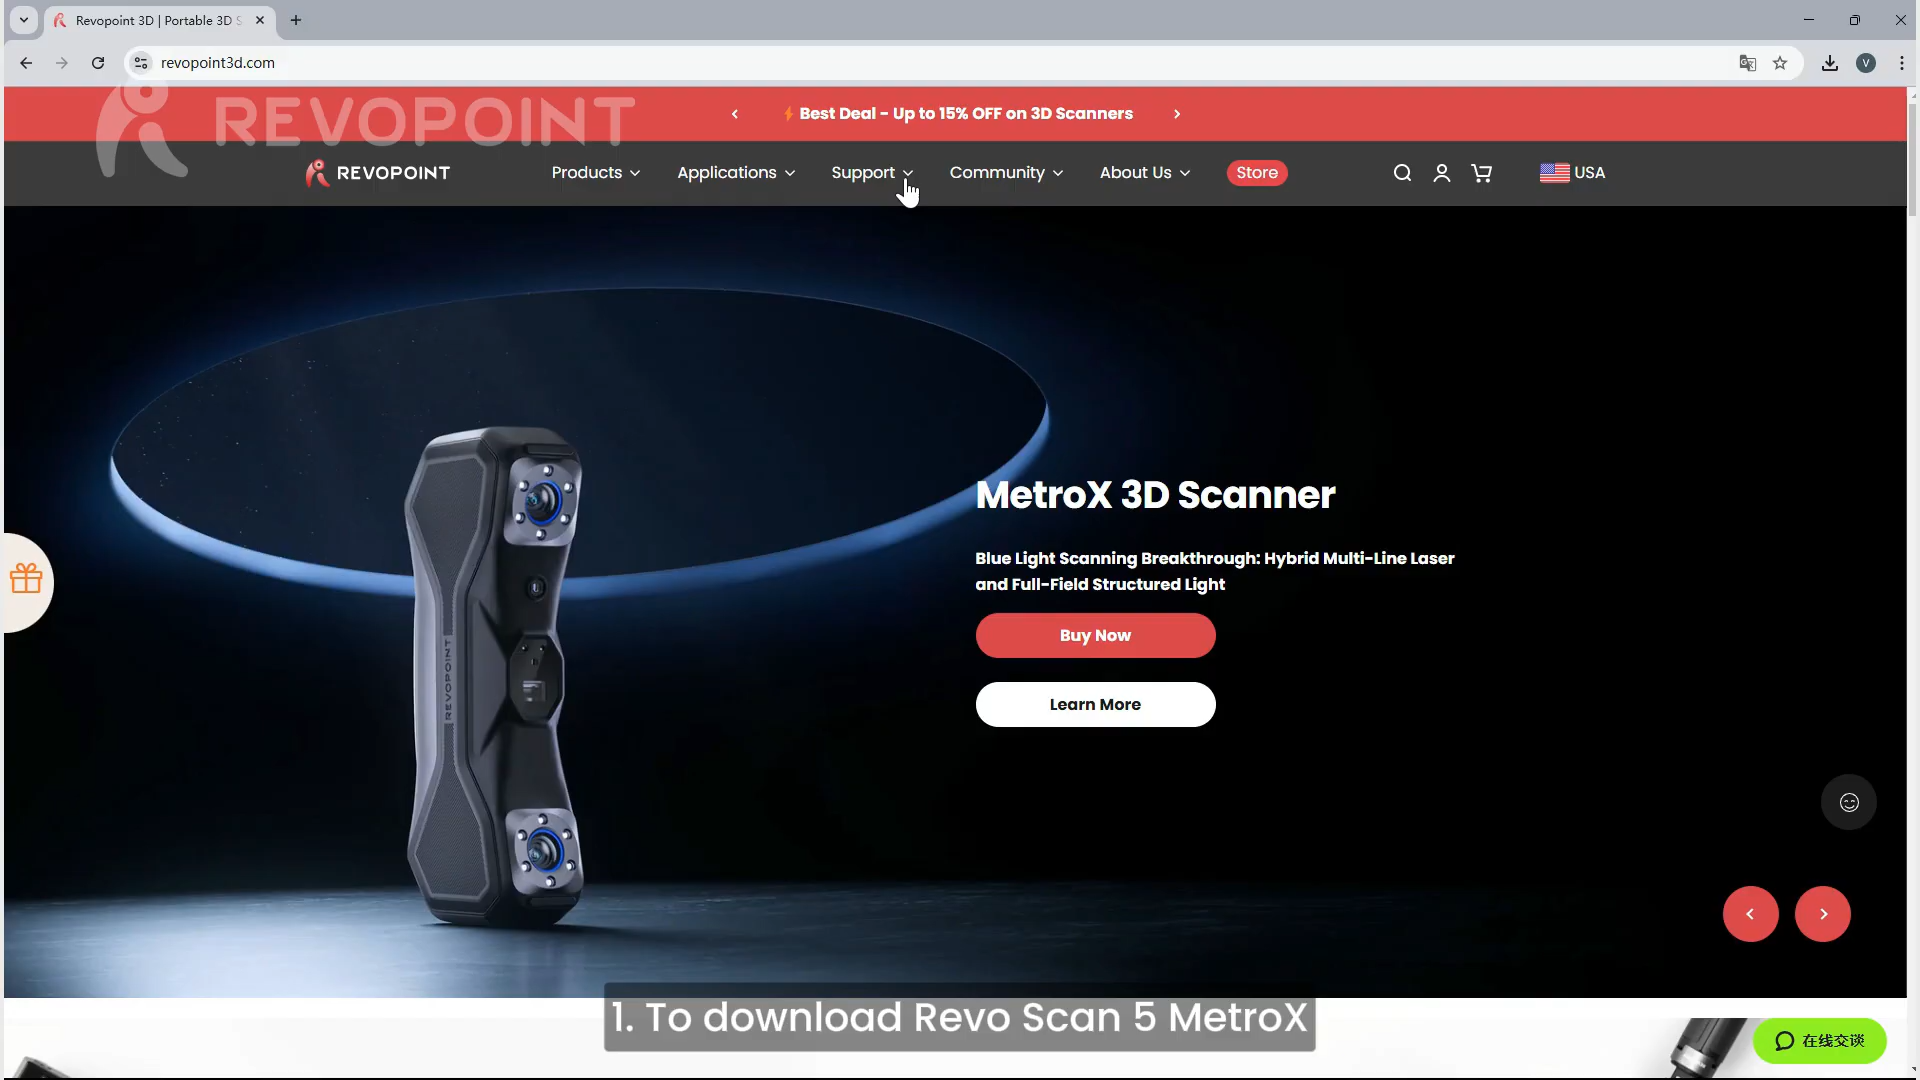 Revopoint 3D | Portable 3D S
revopoint3d.com
V
REVOPOINT
⚡Best Deal - Up to 15% OFF on 3D Scanners
REVOPOINT
Products
Applications
Support
Community
About Us
Store
USA
MetroX 3D Scanner
Blue Light Scanning Breakthrough: Hybrid Multi-Line Laser
and Full-Field Structured Light
Buy Now
Learn More
REVOPOINT
1. To download Revo Scan 5 MetroX
在线交谈